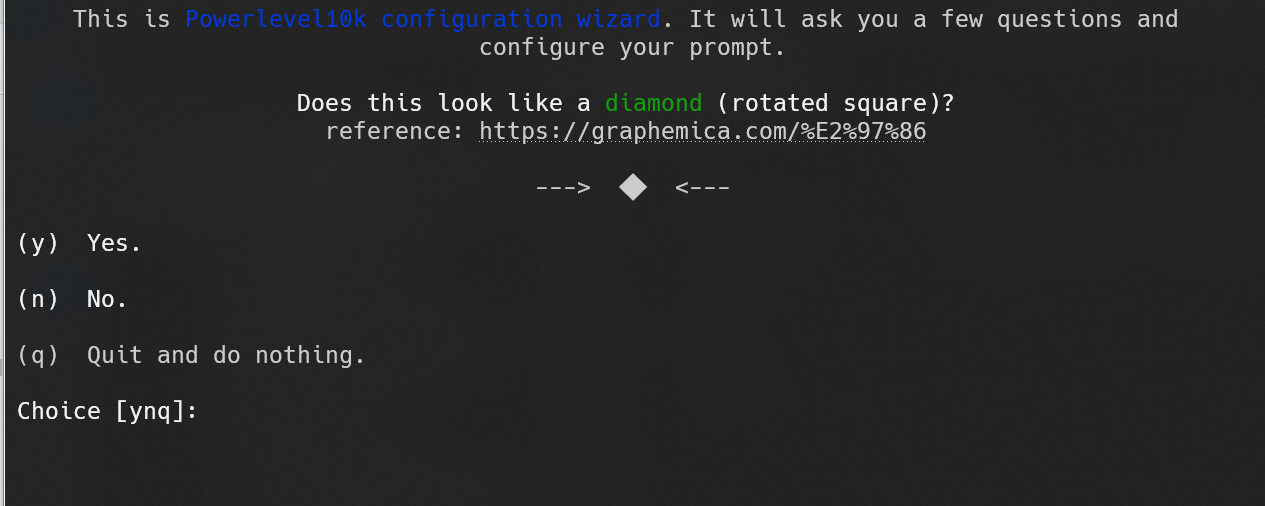 This is Powerlevel10k configuration wizard. It will ask you a few questions and
configure your prompt.
Does this look like a diamond (rotated square)?
reference: https://graphemica.com/%E2%97%86
---> ◆ <---
(y) Yes.
(n) No.
(q) Quit and do nothing.
Choice [ynq]: